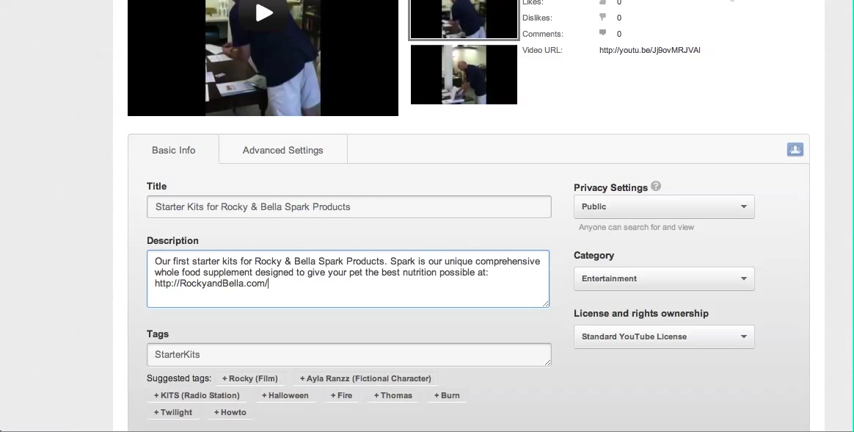 Likes: 0
Dislikes: 0
Comments: 0
Video URL: http://youtu.be/Jj9ovMRJVAI
Basic Info Advanced Settings
Title
Starter Kits for Rocky & Bella Spark Products
Privacy Settings ?
Public
Anyone can search for and view
Description
Our first starter kits for Rocky & Bella Spark Products. Spark is our unique comprehensive
whole food supplement designed to give your pet the best nutrition possible at:
http://RockyandBella.com/
Category
Entertainment
License and rights ownership
Standard YouTube License
Tags
StarterKits
Suggested tags: + Rocky (Film) + Ayla Ranzz (Fictional Character)
+ KITS (Radio Station) + Halloween + Fire + Thomas + Burn
+ Twilight + Howto